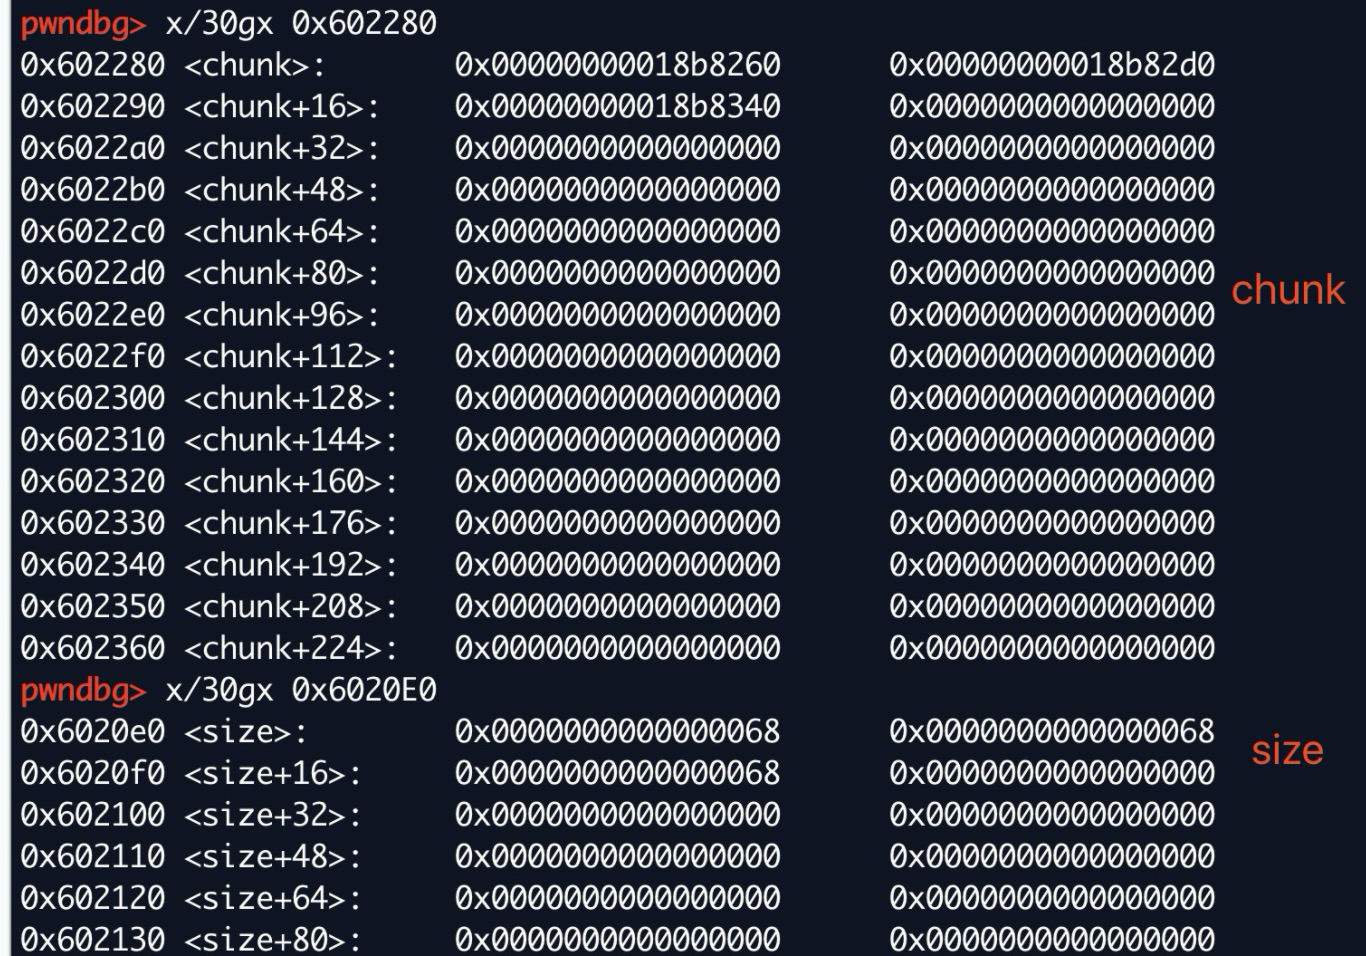 pwndbg> x/30gx 0x602280
0x602280 <chunk>: 0x00000000018b8260 0x00000000018b82d0
0x602290 <chunk+16>: 0x00000000018b8340 0x0000000000000000
0x6022a0 <chunk+32>: 0x0000000000000000 0x0000000000000000
0x6022b0 <chunk+48>: 0x0000000000000000 0x0000000000000000
0x6022c0 <chunk+64>: 0x0000000000000000 0x0000000000000000
0x6022d0 <chunk+80>: 0x0000000000000000 0x0000000000000000
chunk
0x6022e0 <chunk+96>: 0x0000000000000000 0x0000000000000000
0x6022f0 <chunk+112>: 0x0000000000000000 0x0000000000000000
0x602300 <chunk+128>: 0x0000000000000000 0x0000000000000000
0x602310 <chunk+144>: 0x0000000000000000 0x0000000000000000
0x602320 <chunk+160>: 0x0000000000000000 0x0000000000000000
0x602330 <chunk+176>: 0x0000000000000000 0x0000000000000000
0x602340 <chunk+192>: 0x0000000000000000 0x0000000000000000
0x602350 <chunk+208>: 0x0000000000000000 0x0000000000000000
0x602360 <chunk+224>: 0x0000000000000000 0x0000000000000000
pwndbg> x/30gx 0x6020E0
0x6020e0 <size>: 0x0000000000000068 0x0000000000000068
size
0x6020f0 <size+16>: 0x0000000000000068 0x0000000000000000
0x602100 <size+32>: 0x0000000000000000 0x0000000000000000
0x602110 <size+48>: 0x0000000000000000 0x0000000000000000
0x602120 <size+64>: 0x0000000000000000 0x0000000000000000
0x602130 <size+80>: 0x0000000000000000 0x0000000000000000